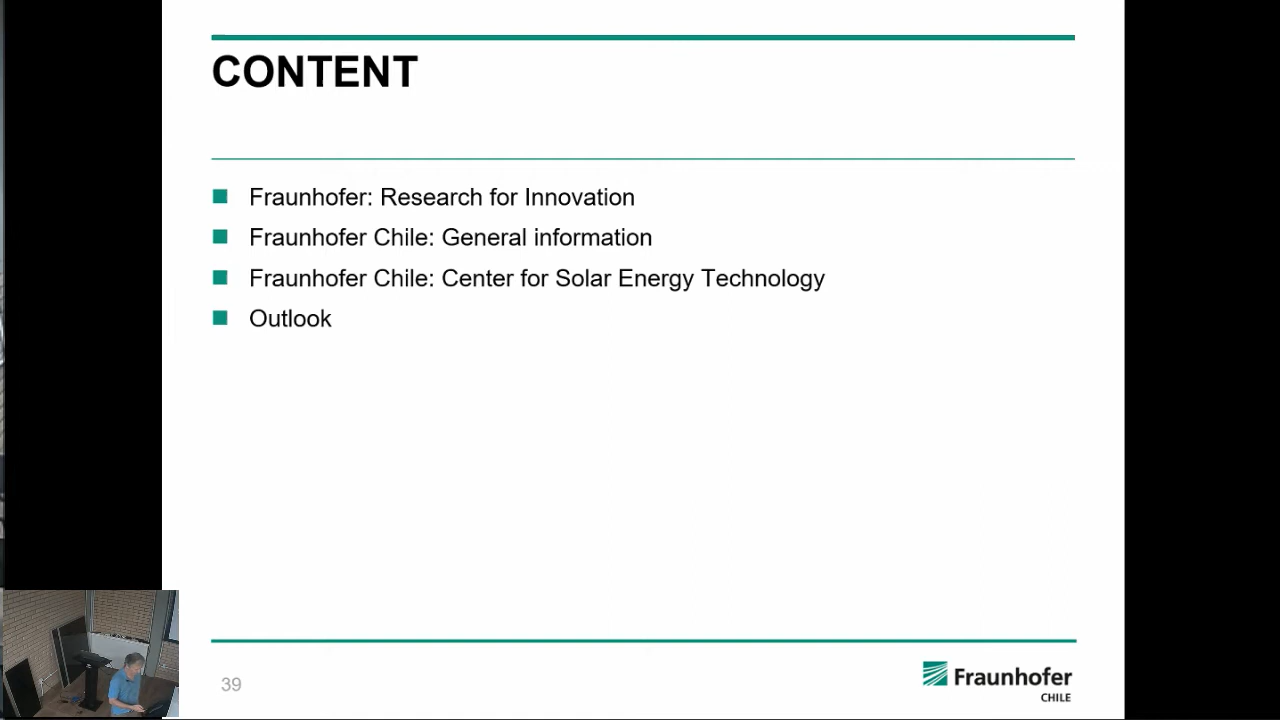 CONTENT
Fraunhofer: Research for Innovation
Fraunhofer Chile: General information
Fraunhofer Chile: Center for Solar Energy Technology
Outlook
39
Fraunhofer
CHILE